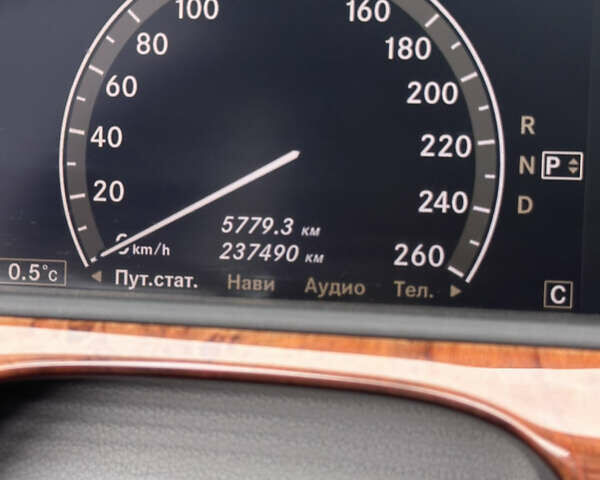 100 160
80 180
60 200
40 220
20 240
0 km/h 260
5779.3 км
237490 км
0.5°c
Пут.стат. Нави Аудио Тел.
R
N P
D
C